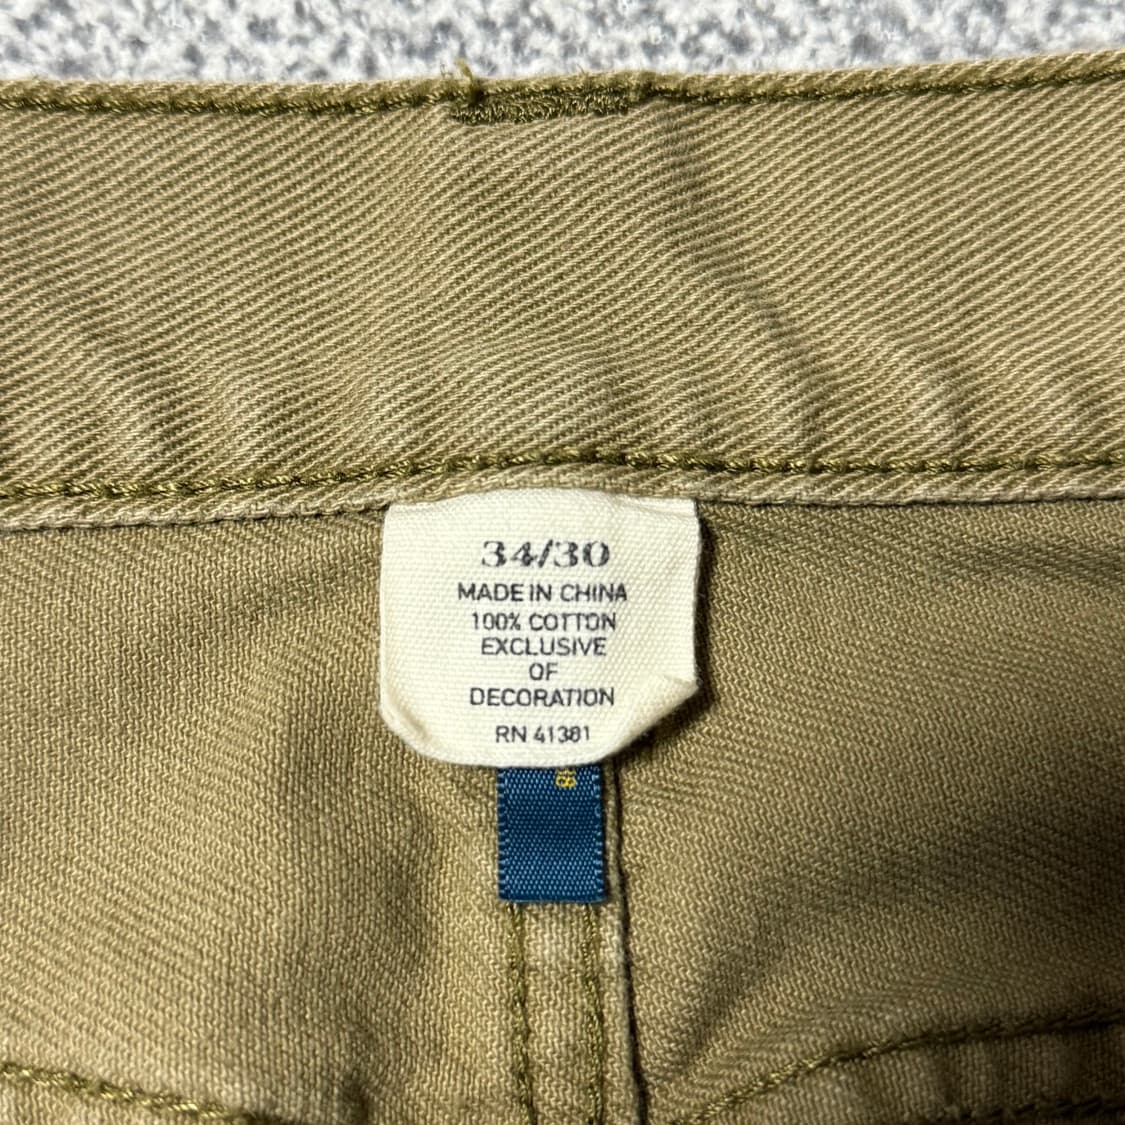 34/30
MADE IN CHINA
100% COTTON
EXCLUSIVE
OF
DECORATION
RN 41381